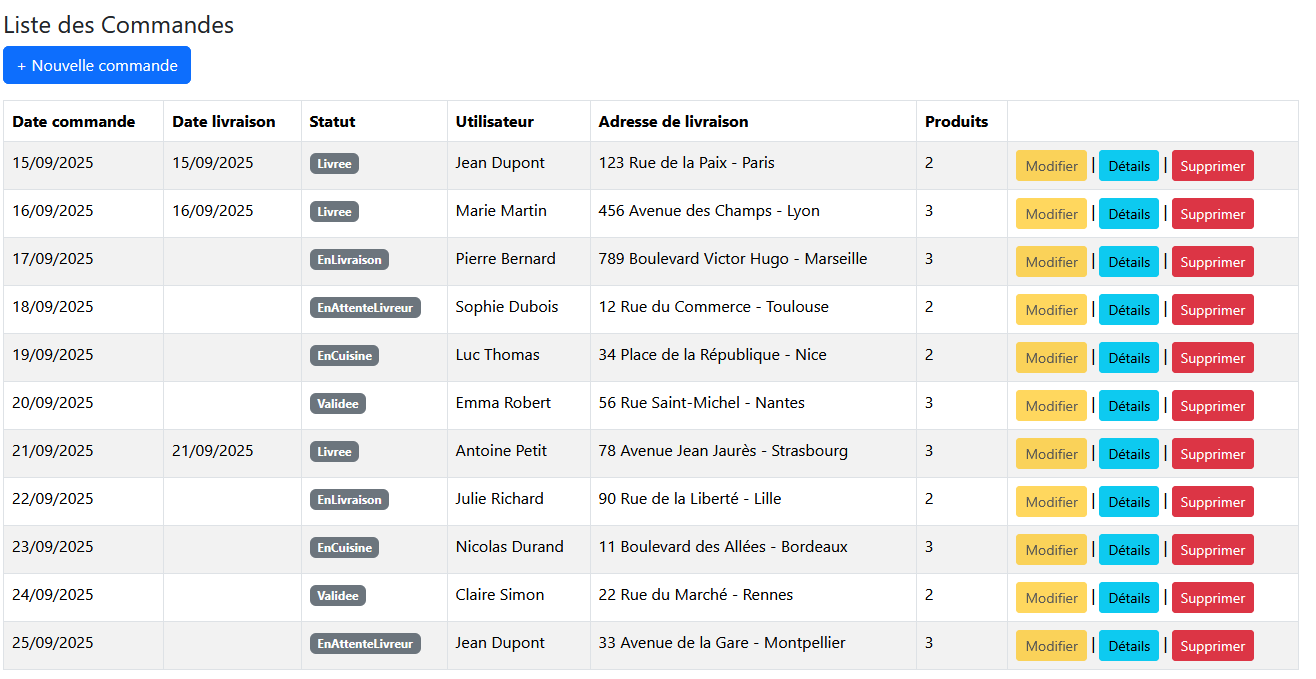 Liste des Commandes
+ Nouvelle commande
Date commande Date livraison Statut Utilisateur Adresse de livraison Produits
15/09/2025 15/09/2025 Livree Jean Dupont 123 Rue de la Paix - Paris 2 Modifier | Détails | Supprimer
16/09/2025 16/09/2025 Livree Marie Martin 456 Avenue des Champs - Lyon 3 Modifier | Détails | Supprimer
17/09/2025 EnLivraison Pierre Bernard 789 Boulevard Victor Hugo - Marseille 3 Modifier | Détails | Supprimer
18/09/2025 EnAttenteLivreur Sophie Dubois 12 Rue du Commerce - Toulouse 2 Modifier | Détails | Supprimer
19/09/2025 EnCuisine Luc Thomas 34 Place de la République - Nice 2 Modifier | Détails | Supprimer
20/09/2025 Validee Emma Robert 56 Rue Saint-Michel - Nantes 3 Modifier | Détails | Supprimer
21/09/2025 21/09/2025 Livree Antoine Petit 78 Avenue Jean Jaurès - Strasbourg 3 Modifier | Détails | Supprimer
22/09/2025 EnLivraison Julie Richard 90 Rue de la Liberté - Lille 2 Modifier | Détails | Supprimer
23/09/2025 EnCuisine Nicolas Durand 11 Boulevard des Allées - Bordeaux 3 Modifier | Détails | Supprimer
24/09/2025 Validee Claire Simon 22 Rue du Marché - Rennes 2 Modifier | Détails | Supprimer
25/09/2025 EnAttenteLivreur Jean Dupont 33 Avenue de la Gare - Montpellier 3 Modifier | Détails | Supprimer